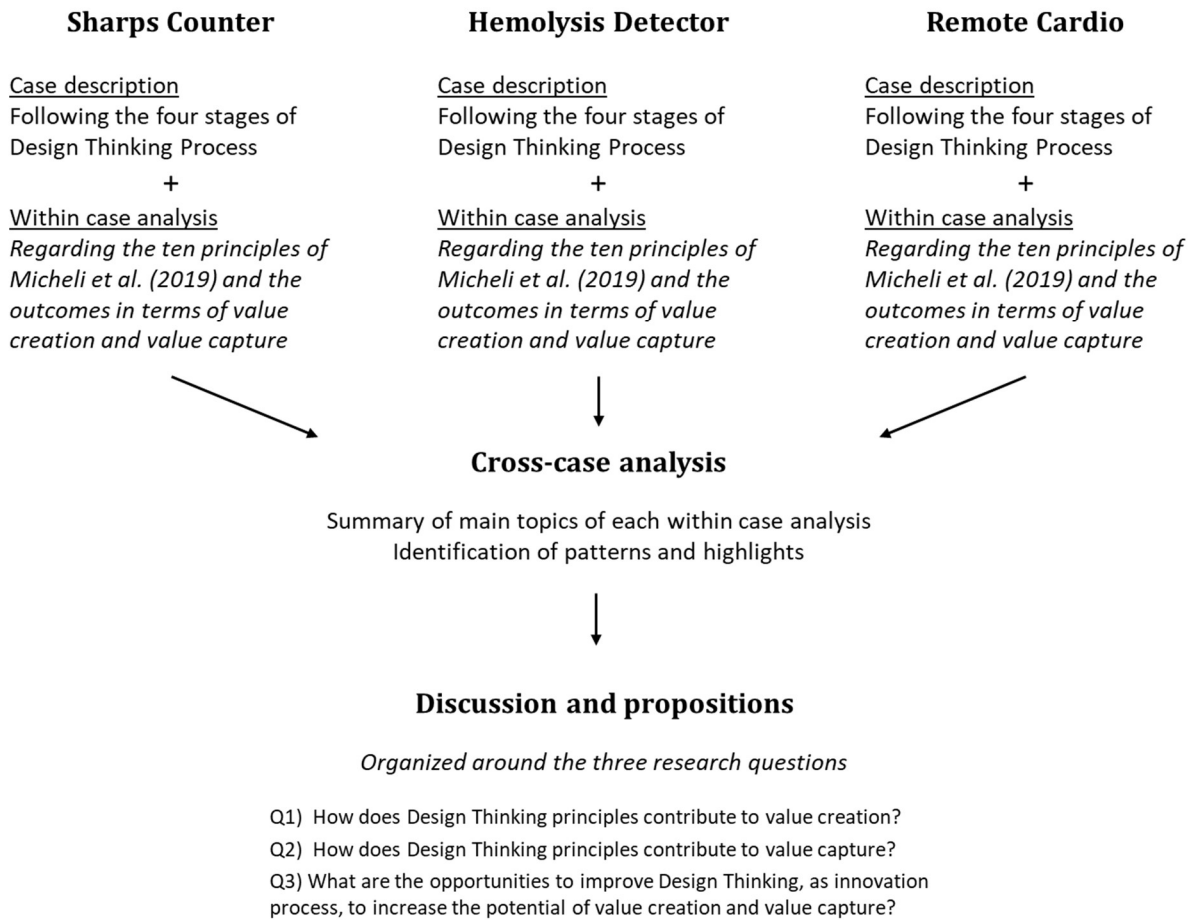 Sharps Counter
Case description
Following the four stages of
Design Thinking Process
+
Within case analysis
Regarding the ten principles of
Micheli et al. (2019) and the
outcomes in terms of value
creation and value capture
Hemolysis Detector
Case description
Following the four stages of
Design Thinking Process
+
Within case analysis
Regarding the ten principles of
Micheli et al. (2019) and the
outcomes in terms of value
creation and value capture
Remote Cardio
Case description
Following the four stages of
Design Thinking Process
+
Within case analysis
Regarding the ten principles of
Micheli et al. (2019) and the
outcomes in terms of value
creation and value capture
Cross-case analysis
Summary of main topics of each within case analysis
Identification of patterns and highlights
Discussion and propositions
Organized around the three research questions
Q1) How does Design Thinking principles contribute to value creation?
Q2) How does Design Thinking principles contribute to value capture?
Q3) What are the opportunities to improve Design Thinking, as innovation
process, to increase the potential of value creation and value capture?